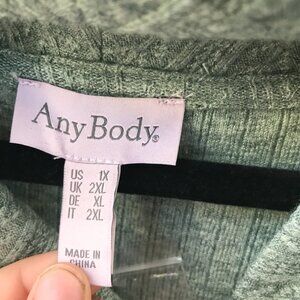 AnyBody®
US 1X
UK 2XL
DE XL
IT 2XL
MADE IN
CHINA